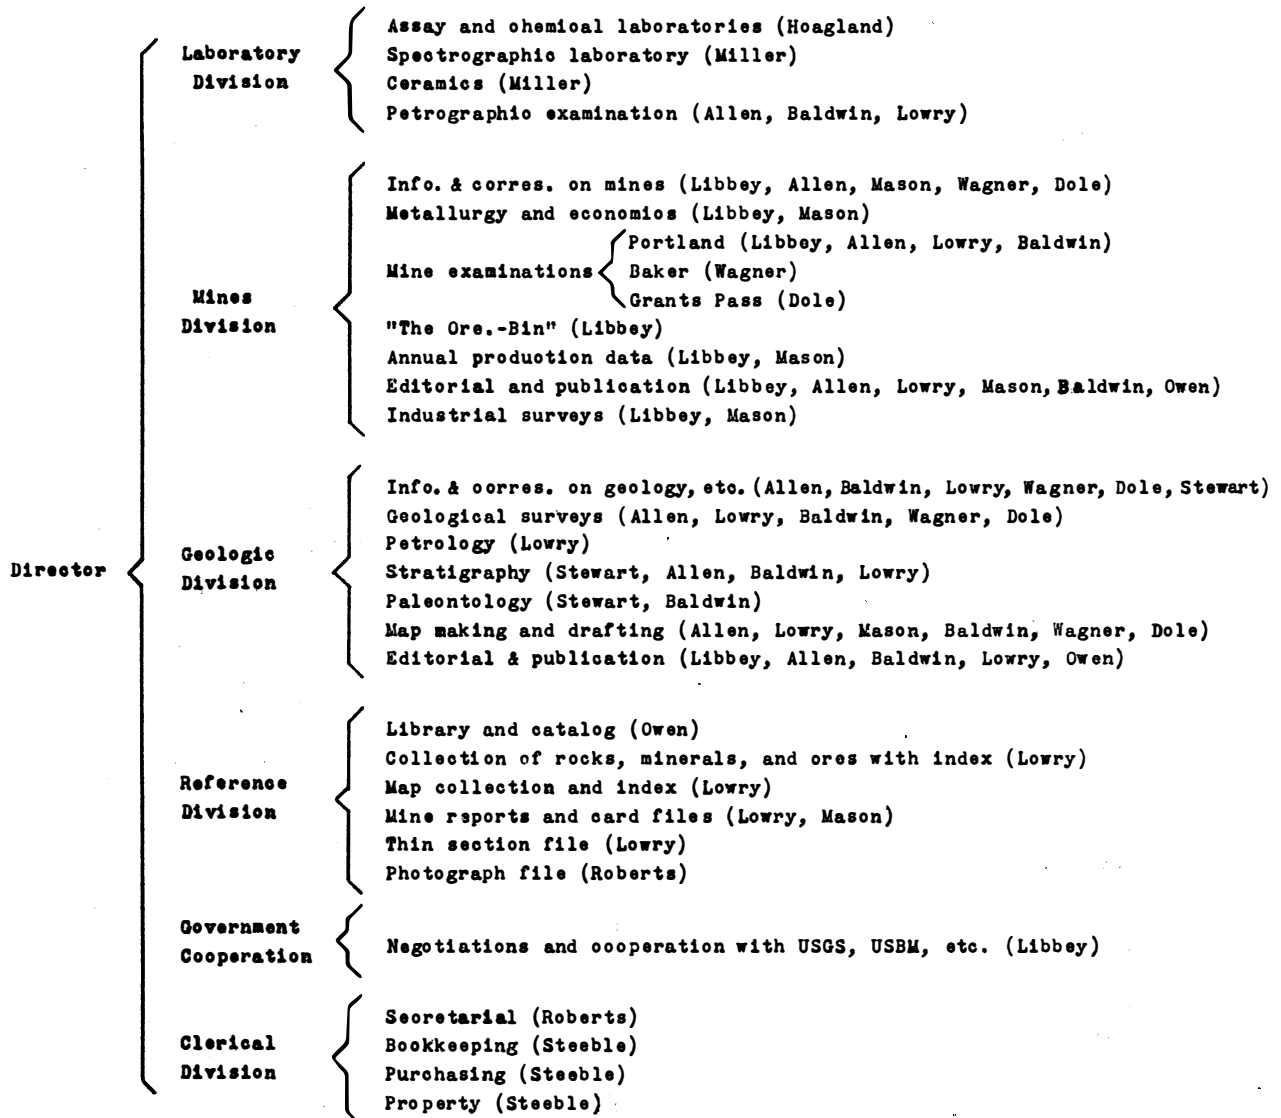 Laboratory
Division
Assay and chemical laboratories (Hoagland)
Spectrographic laboratory (Miller)
Ceramics (Miller)
Petrographic examination (Allen, Baldwin, Lowry)
Mines
Division
Info. & corres. on mines (Libbey, Allen, Mason, Wagner, Dole)
Metallurgy and economics (Libbey, Mason)
Mine examinations
Portland (Libbey, Allen, Lowry, Baldwin)
Baker (Wagner)
Grants Pass (Dole)
"The Ore.-Bin" (Libbey)
Annual production data (Libbey, Mason)
Editorial and publication (Libbey, Allen, Lowry, Mason, Baldwin, Owen)
Industrial surveys (Libbey, Mason)
Director
Geologic
Division
Info. & corres. on geology, etc. (Allen, Baldwin, Lowry, Wagner, Dole, Stewart)
Geological surveys (Allen, Lowry, Baldwin, Wagner, Dole)
Petrology (Lowry)
Stratigraphy (Stewart, Allen, Baldwin, Lowry)
Paleontology (Stewart, Baldwin)
Map making and drafting (Allen, Lowry, Mason, Baldwin, Wagner, Dole)
Editorial & publication (Libbey, Allen, Baldwin, Lowry, Owen)
Reference
Division
Library and catalog (Owen)
Collection of rocks, minerals, and ores with index (Lowry)
Map collection and index (Lowry)
Mine reports and card files (Lowry, Mason)
Thin section file (Lowry)
Photograph file (Roberts)
Government
Cooperation
Negotiations and cooperation with USGS, USBM, etc. (Libbey)
Clerical
Division
Secretarial (Roberts)
Bookkeeping (Steeble)
Purchasing (Steeble)
Property (Steeble)